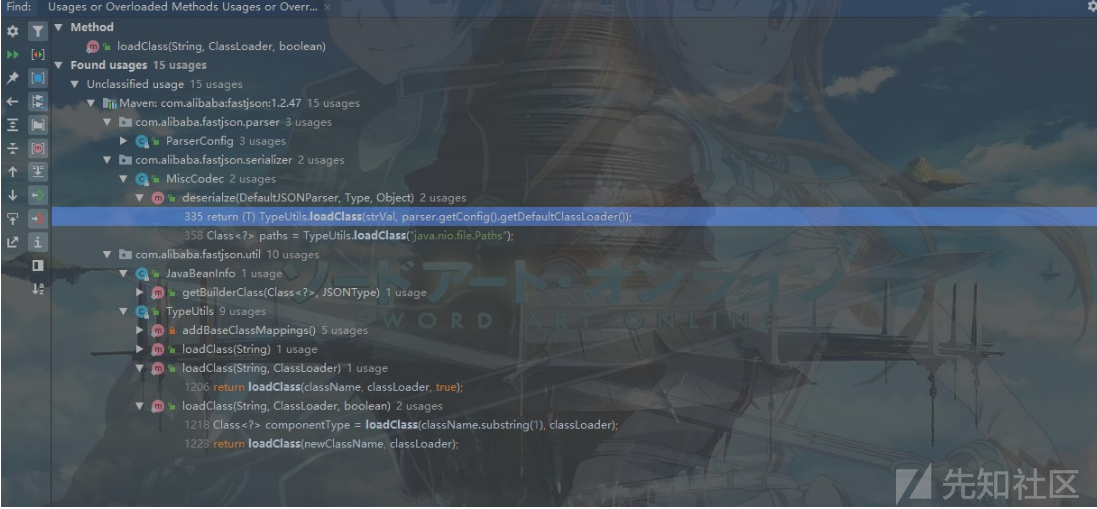 Find: Usages or Overloaded Methods Usages or Overr... ×
Method
loadClass(String, ClassLoader, boolean)
Found usages 15 usages
Unclassified usage 15 usages
Maven: com.alibaba:fastjson:1.2.47 15 usages
com.alibaba.fastjson.parser 3 usages
ParserConfig 3 usages
com.alibaba.fastjson.serializer 2 usages
MiscCodec 2 usages
deserialze(DefaultJSONParser, Type, Object) 2 usages
335 return (T) TypeUtils.loadClass(strVal, parser.getConfig().getDefaultClassLoader());
358 Class<?> paths = TypeUtils.loadClass("java.nio.file.Paths");
com.alibaba.fastjson.util 10 usages
JavaBeanInfo 1 usage
getBuilderClass(Class<?>, JSONType) 1 usage
TypeUtils 9 usages
addBaseClassMappings() 5 usages
loadClass(String) 1 usage
loadClass(String, ClassLoader) 1 usage
1206 return loadClass(className, classLoader, true);
loadClass(String, ClassLoader, boolean) 2 usages
1218 Class<?> componentType = loadClass(className.substring(1), classLoader);
1223 return loadClass(newClassName, classLoader);
ソードアート・オンライン
SWORD ART ONLINE
先知社区